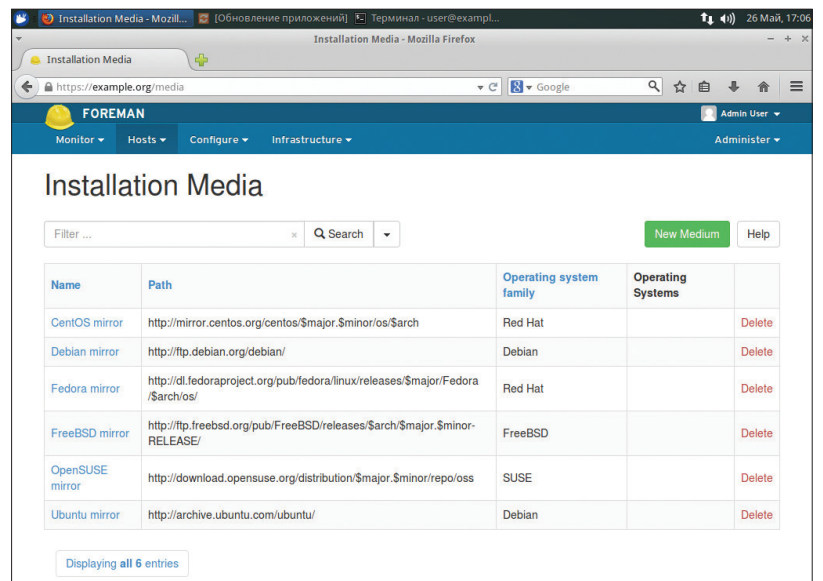 Installation Media - Mozill... [Обновление приложений] Терминал - user@exampl... 26 Май, 17:06
Installation Media - Mozilla Firefox
Installation Media
https://example.org/media Google
FOREMAN Admin User
Monitor Hosts Configure Infrastructure Administer
Installation Media
Filter ... Search New Medium Help
Name Path Operating system family Operating Systems
CentOS mirror http://mirror.centos.org/centos/$major.$minor/os/$arch Red Hat Delete
Debian mirror http://ftp.debian.org/debian/ Debian Delete
Fedora mirror http://dl.fedoraproject.org/pub/fedora/linux/releases/$major/Fedora/$arch/os/ Red Hat Delete
FreeBSD mirror http://ftp.freebsd.org/pub/FreeBSD/releases/$arch/$major.$minor-RELEASE/ FreeBSD Delete
OpenSUSE mirror http://download.opensuse.org/distribution/$major.$minor/repo/oss SUSE Delete
Ubuntu mirror http://archive.ubuntu.com/ubuntu/ Debian Delete
Displaying all 6 entries